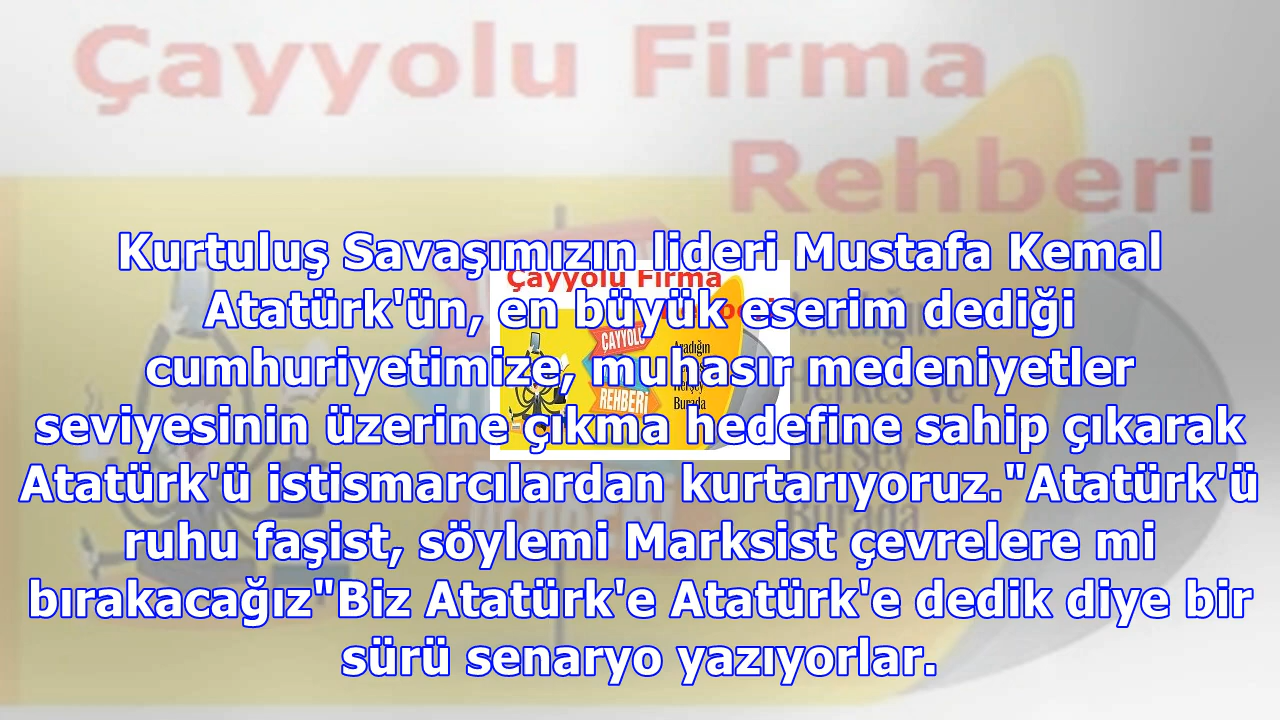 Çayyolu Firma
Rehberi
Kurtuluş Savaşımızın lideri Mustafa Kemal
Atatürk'ün, en büyük eserim dediği
cumhuriyetimize, muhasır medeniyetler
seviyesinin üzerine çıkma hedefine sahip çıkarak
Atatürk'ü istismarcılardan kurtarıyoruz."Atatürk'ü
ruhu faşist, söylemi Marksist çevrelere mi
bırakacağız"Biz Atatürk'e Atatürk'e dedik diye bir
sürü senaryo yazıyorlar.
Çayyolu Firma
ÇAYYOLU
REHBERİ
Aradığın
Herşey
Burada